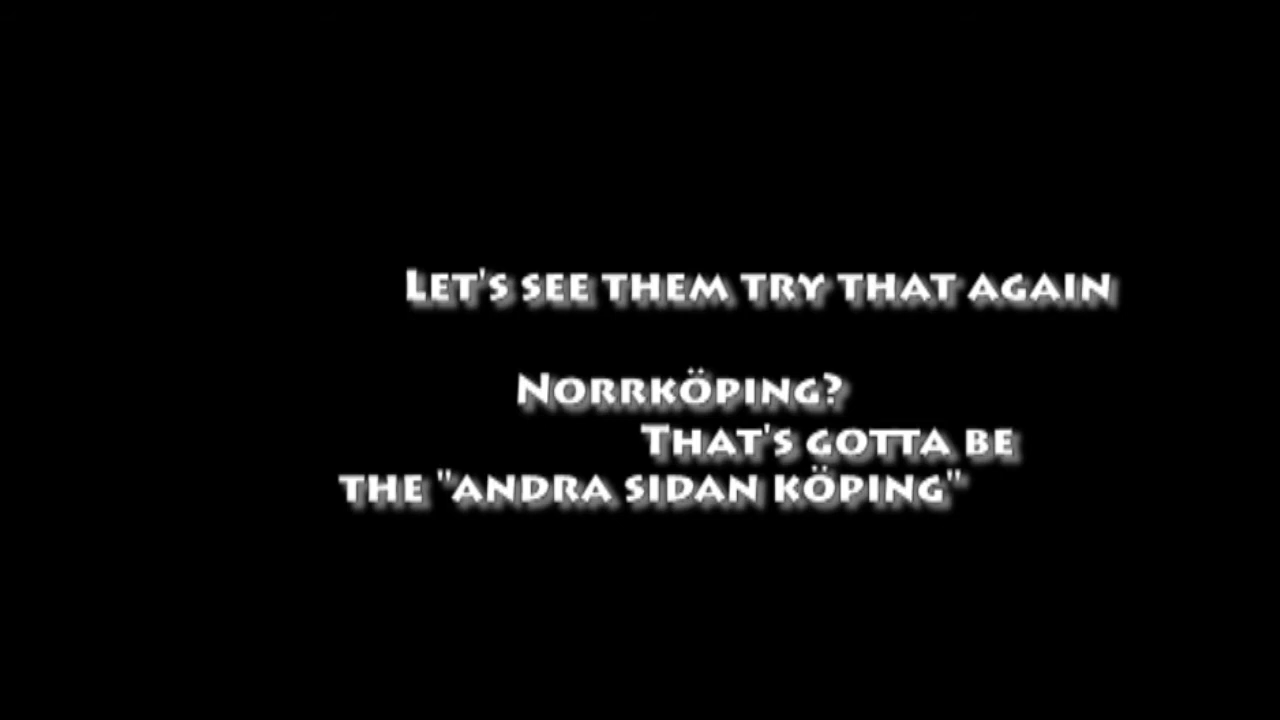 Let's see them try that again
Norrköping?
That's gotta be
the "andra sidan köping"